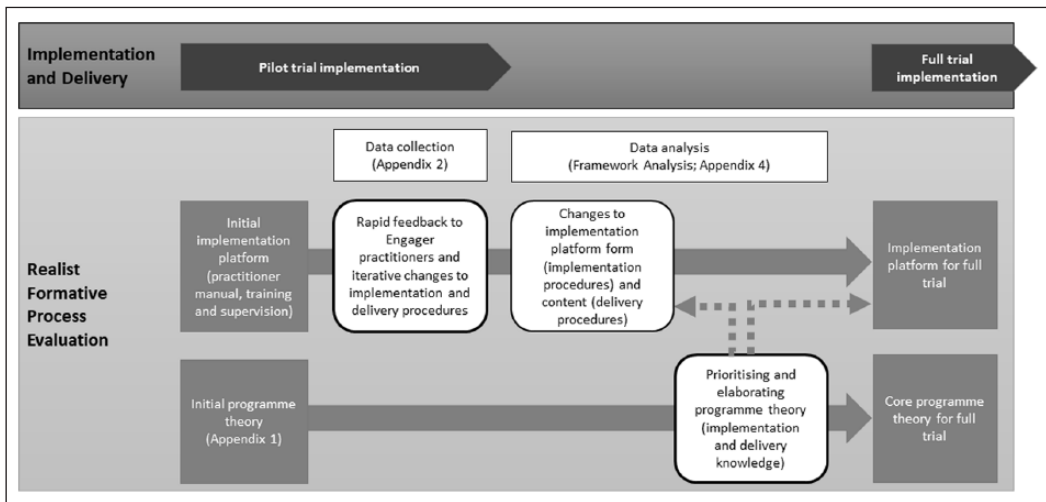 Implementation
and Delivery
Pilot trial implementation
Full trial
implementation
Data collection
(Appendix 2)
Data analysis
(Framework Analysis; Appendix 4)
Realist
Formative
Process
Evaluation
Initial
implementation
platform
(practitioner
manual, training
and supervision)
Rapid feedback to
Engager
practitioners and
iterative changes to
implementation and
delivery procedures
Changes to
implementation
platform form
(implementation
procedures) and
content (delivery
procedures)
Implementation
platform for full
trial
Initial programme
theory
(Appendix 1)
Prioritising and
elaborating
programme theory
(implementation
and delivery
knowledge)
Core programme
theory for full
trial